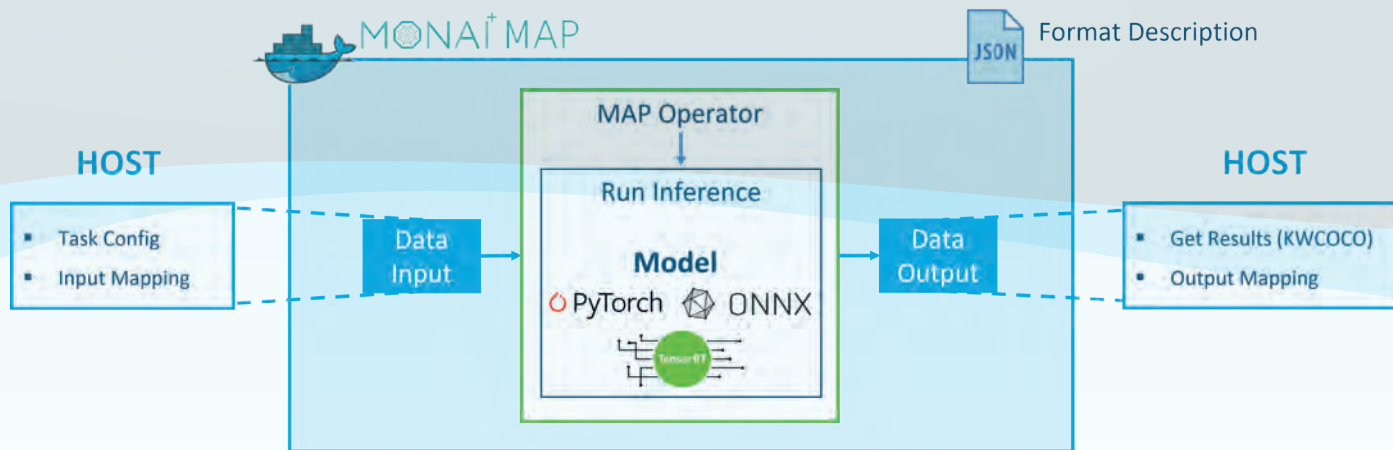 MONAI+ MAP
JSON
Format Description
MAP Operator
HOST
Task Config
Input Mapping
Data
Input
Run Inference
Model
PyTorch
ONNX
TensorRT
Data
Output
HOST
Get Results (KWCOCO)
Output Mapping